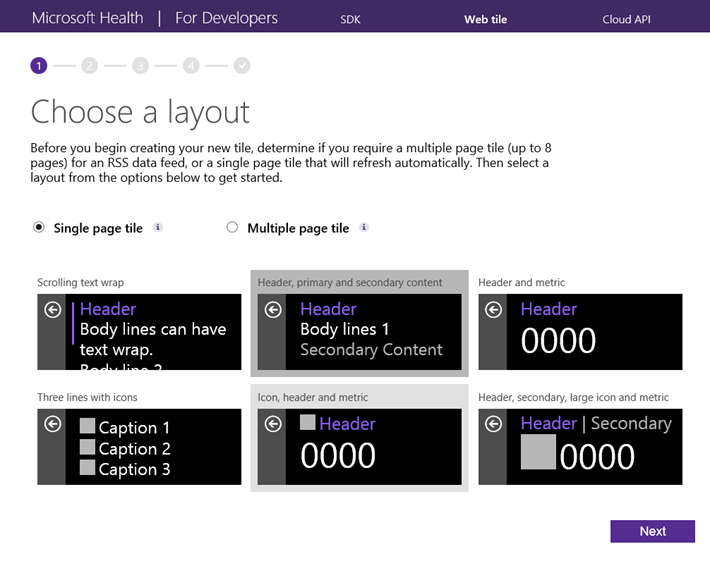 Microsoft Health | For Developers SDK Web tile Cloud API
1 2 3 4
Choose a layout
Before you begin creating your new tile, determine if you require a multiple page tile (up to 8
pages) for an RSS data feed, or a single page tile that will refresh automatically. Then select a
layout from the options below to get started.
Single page tile i Multiple page tile i
Scrolling text wrap
Header
Body lines can have
text wrap.
Body line 2
Header, primary and secondary content
Header
Body lines 1
Secondary Content
Header and metric
Header
0000
Three lines with icons
Caption 1
Caption 2
Caption 3
Icon, header and metric
Header
0000
Header, secondary, large icon and metric
Header | Secondary
0000
Next